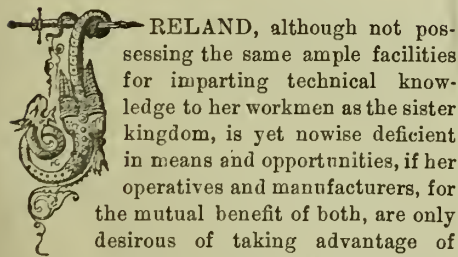 IRELAND, although not pos-
sessing the same ample facilities
for imparting technical know-
ledge to her workmen as the sister
kingdom, is yet nowise deficient
in means and opportnnities, if her
operatives and mannfacturers, for
the mutual benefit of both, are only
desirous of taking advantage of